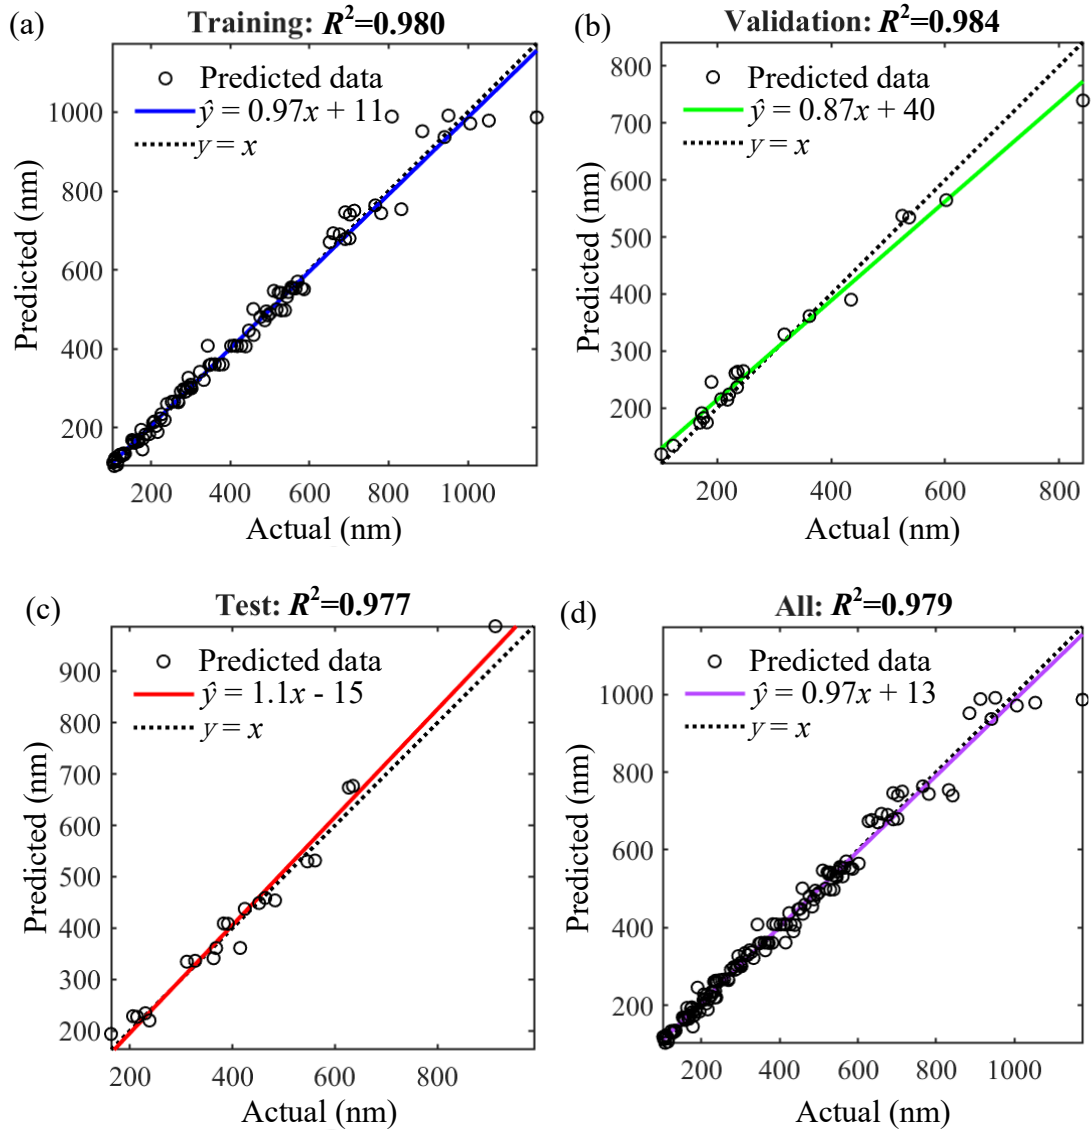 (a)
Training: R²=0.980
Predicted data
ŷ = 0.97x + 11
y = x
1000
800
600
400
200
Predicted (nm)
200 400 600 800 1000
Actual (nm)
(b)
Validation: R²=0.984
Predicted data
ŷ = 0.87x + 40
y = x
800
700
600
500
400
300
200
Predicted (nm)
200 400 600 800
Actual (nm)
(c)
Test: R²=0.977
Predicted data
ŷ = 1.1x - 15
y = x
900
800
700
600
500
400
300
200
Predicted (nm)
200 400 600 800
Actual (nm)
(d)
All: R²=0.979
Predicted data
ŷ = 0.97x + 13
y = x
1000
800
600
400
200
Predicted (nm)
200 400 600 800 1000
Actual (nm)